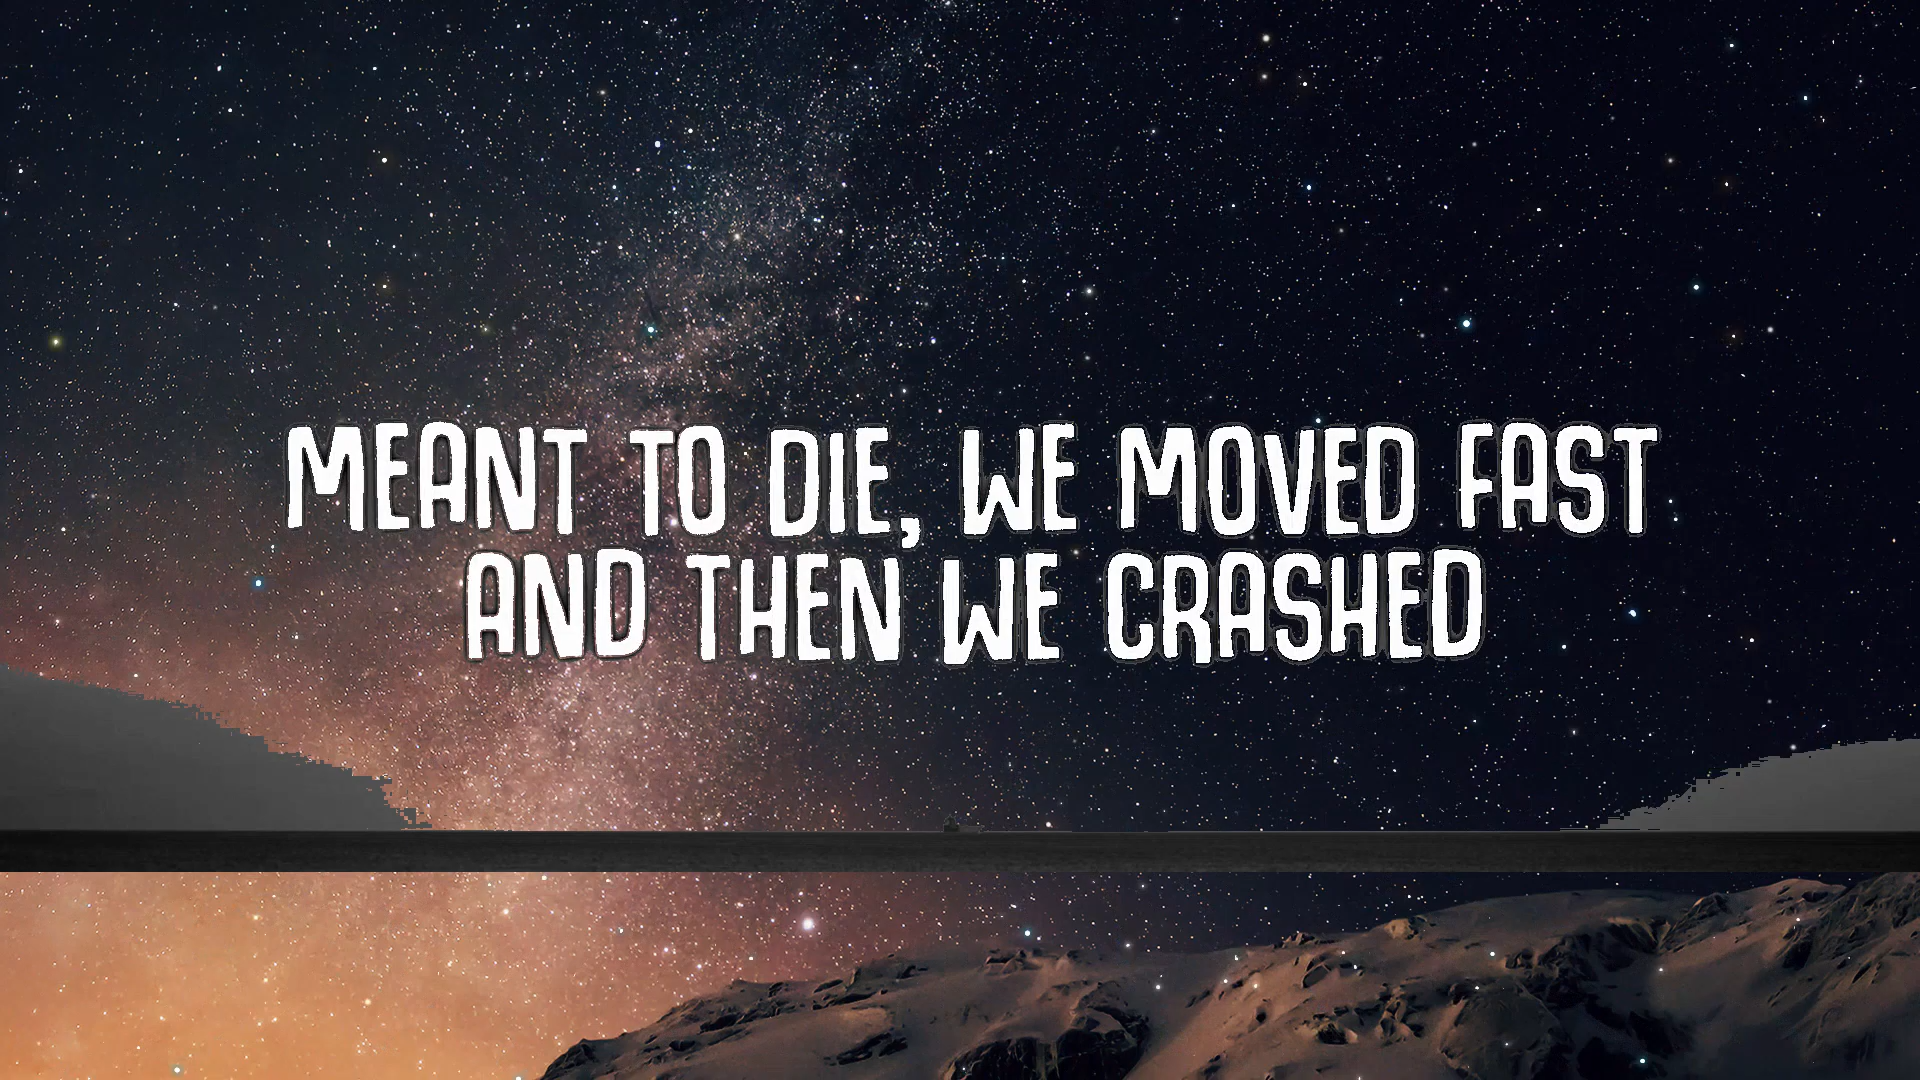 MEANT TO DIE, WE MOVED FAST
AND THEN WE CRASHED